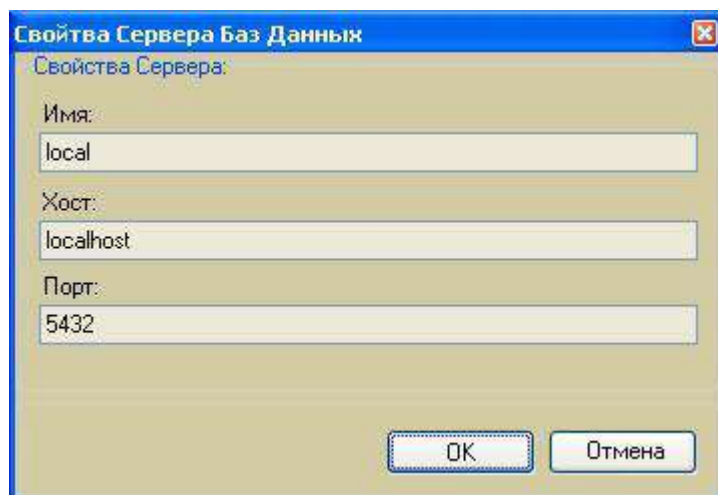 Свойтва Сервера Баз Данных
Свойства Сервера:
Имя:
local
Хост:
localhost
Порт:
5432
OK
Отмена